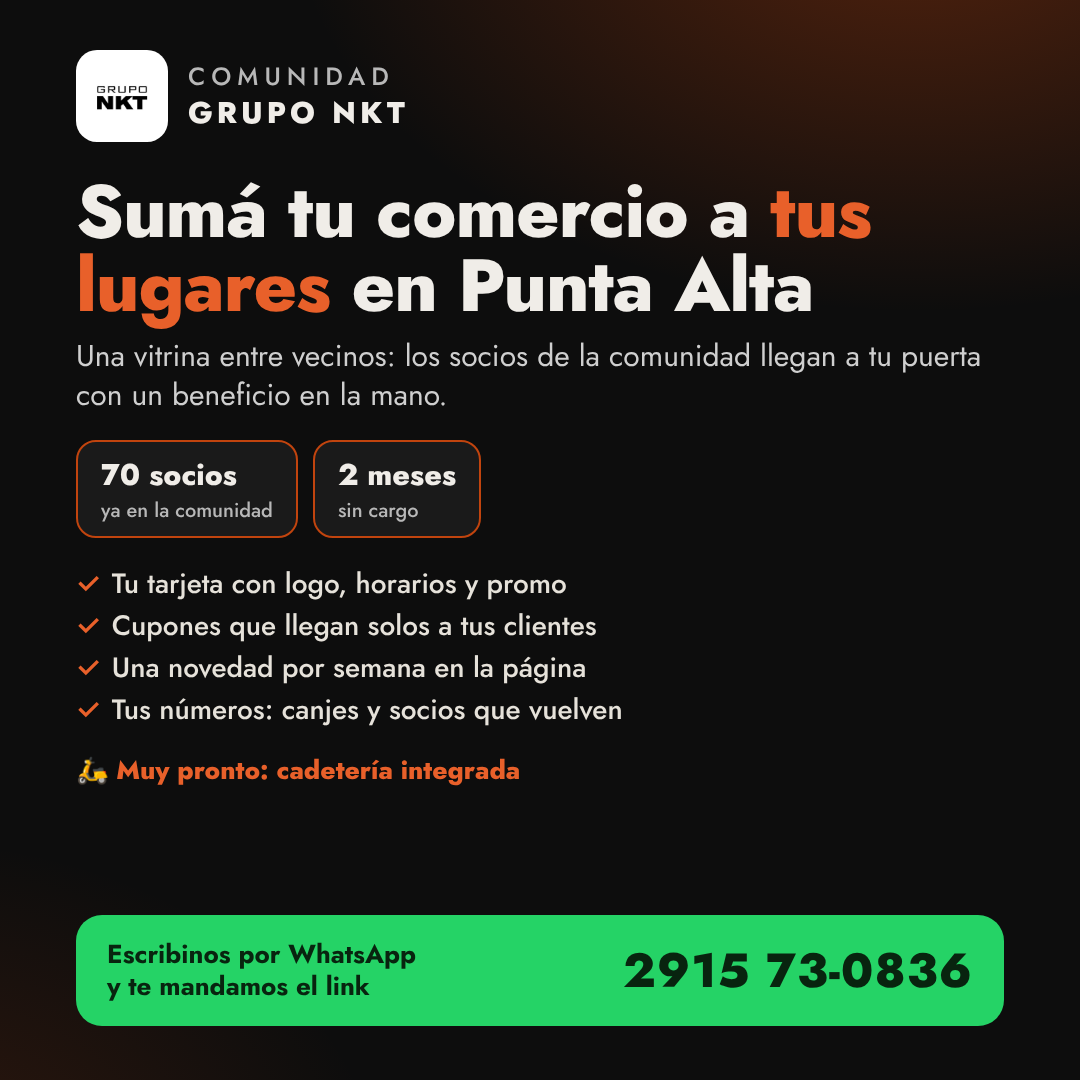 GRUPO
NKT
COMUNIDAD
GRUPO NKT
Sumá tu comercio a tus
lugares en Punta Alta
Una vitrina entre vecinos: los socios de la comunidad llegan a tu puerta
con un beneficio en la mano.
70 socios
ya en la comunidad
2 meses
sin cargo
Tu tarjeta con logo, horarios y promo
Cupones que llegan solos a tus clientes
Una novedad por semana en la página
Tus números: canjes y socios que vuelven
🛵 Muy pronto: cadetería integrada
Escribinos por WhatsApp
y te mandamos el link
2915 73-0836